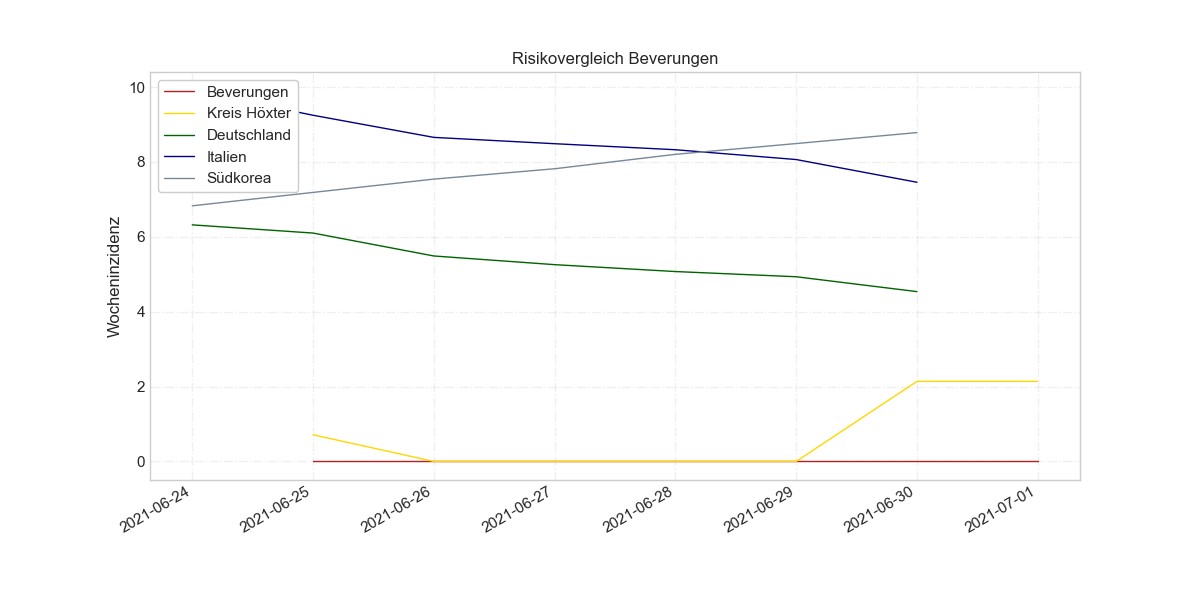 Risikovergleich Beverungen
10
8
6
4
2
0
Wocheninzidenz
Beverungen
Kreis Höxter
Deutschland
Italien
Südkorea
2021-06-24
2021-06-25
2021-06-26
2021-06-27
2021-06-28
2021-06-29
2021-06-30
2021-07-01